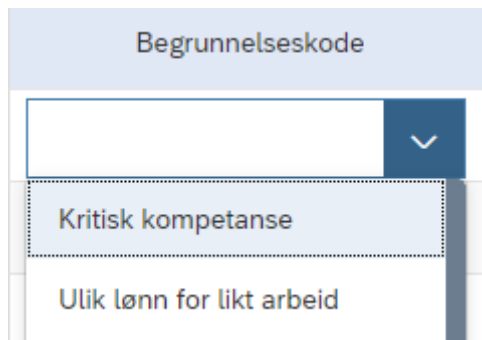 Begrunnelseskode
Kritisk kompetanse
Ulik lønn for likt arbeid